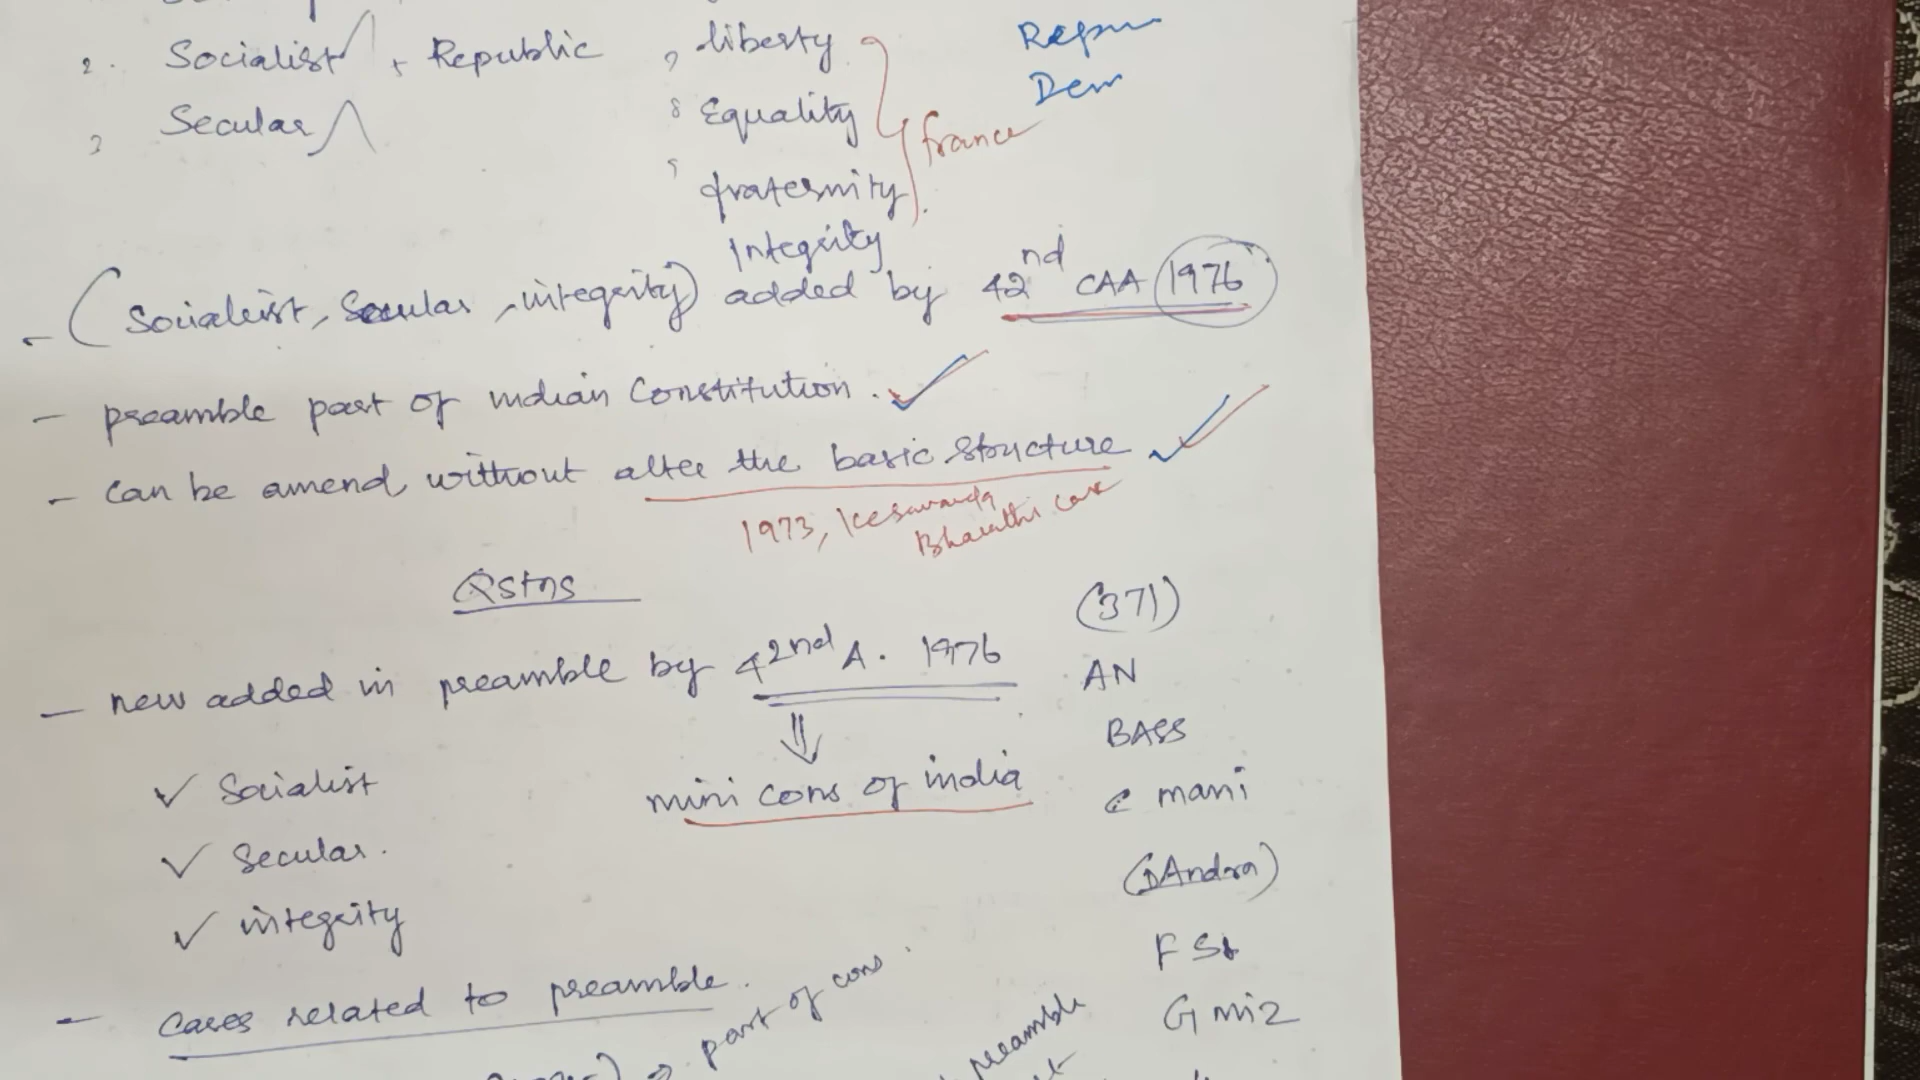 2. Socialist , Republic 7 liberty Repu
Dem
3 Secular 8 Equality france
9 fraternity
Integrity
- (Socialist, Secular, integrity) added by 42nd CAA 1976
- preamble part of indian Constitution.
- can be amend without alter the basic structure
1973, Kesavanda
Bharathi case
Qstns
- new added in preamble by 42nd A. 1976
mini cons of india
✓ Socialist
✓ Secular.
✓ integrity
- Cases related to preamble.
part of cons
preamble
(371)
AN
BASS
C mani
(D Andra)
F
G miz